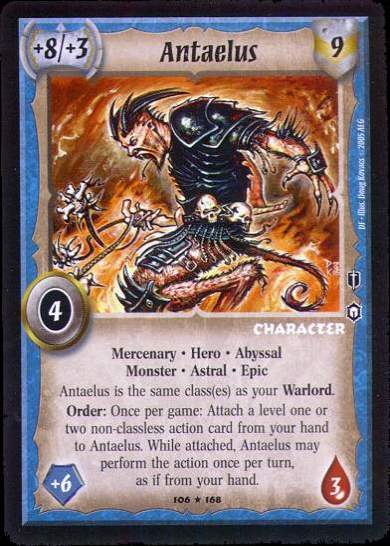 +8/+3
Antaelus
9
DF · Illus. Doug Kovacs ©2005 AEG
4
CHARACTER
Mercenary • Hero • Abyssal
Monster • Astral • Epic
Antaelus is the same class(es) as your Warlord.
Order: Once per game: Attach a level one or
two non-classless action card from your hand
to Antaelus. While attached, Antaelus may
perform the action once per turn,
as if from your hand.
+6
3
106 ★ 168